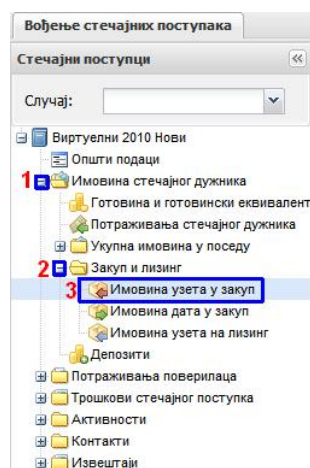 Вођење стечајних поступака
Стечајни поступци
Случај:
Виртуелни 2010 Нови
Општи подаци
1 Имовина стечајног дужника
Готовина и готовински еквивалент
Потраживања стечајног дужника
Укупна имовина у поседу
2 Закуп и лизинг
3 Имовина узета у закуп
Имовина дата у закуп
Имовина узета на лизинг
Депозити
Потраживања поверилаца
Трошкови стечајног поступка
Активности
Контакти
Извештаји